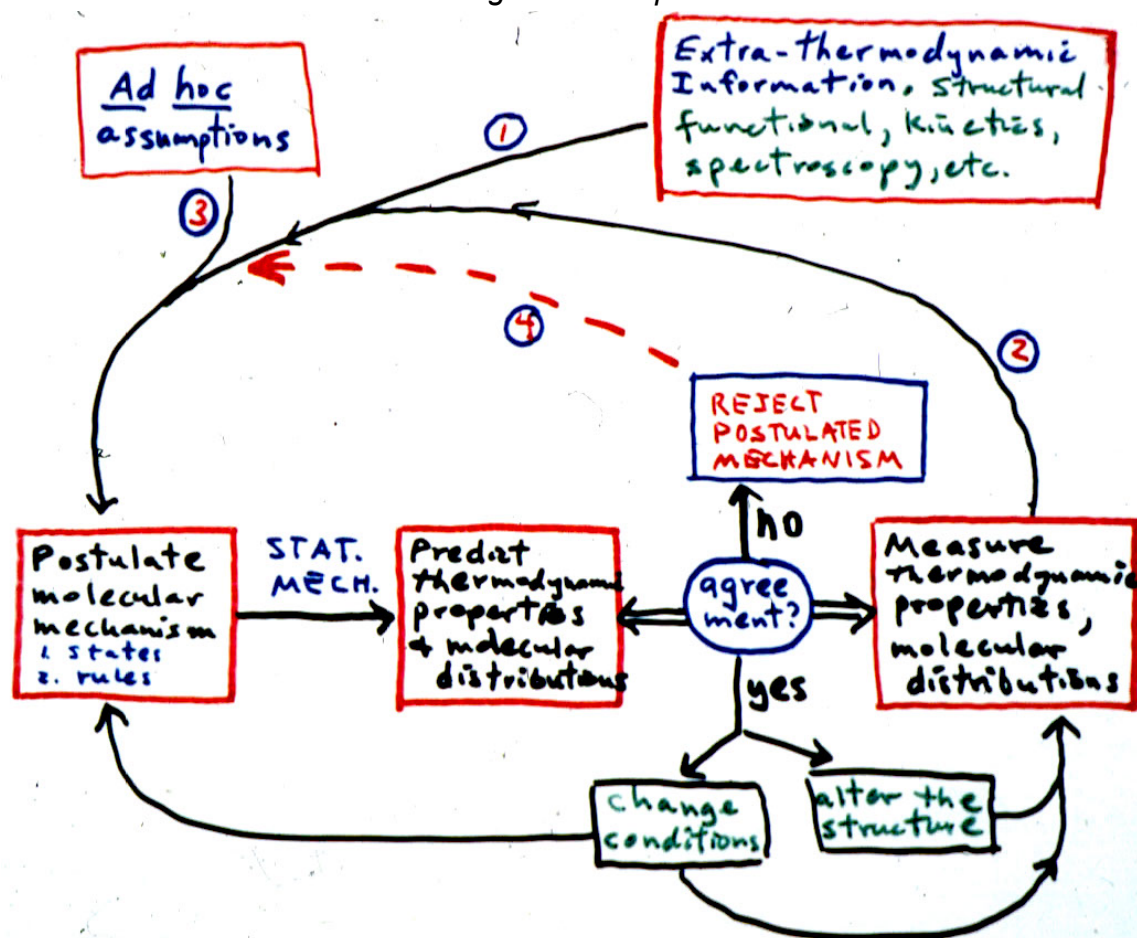 Ad hoc
assumptions
Extra-thermodynamic
Information. Structural
functional, kinetics,
spectroscopy, etc.
1
3
4
2
REJECT
POSTULATED
MECHANISM
no
Postulate
molecular
mechanism
1. states
2. rules
STAT.
MECH.
Predict
thermodynamic
properties
+ molecular
distributions
agree
ment?
Measure
thermodynamic
properties,
molecular
distributions
yes
change
conditions
alter the
structure